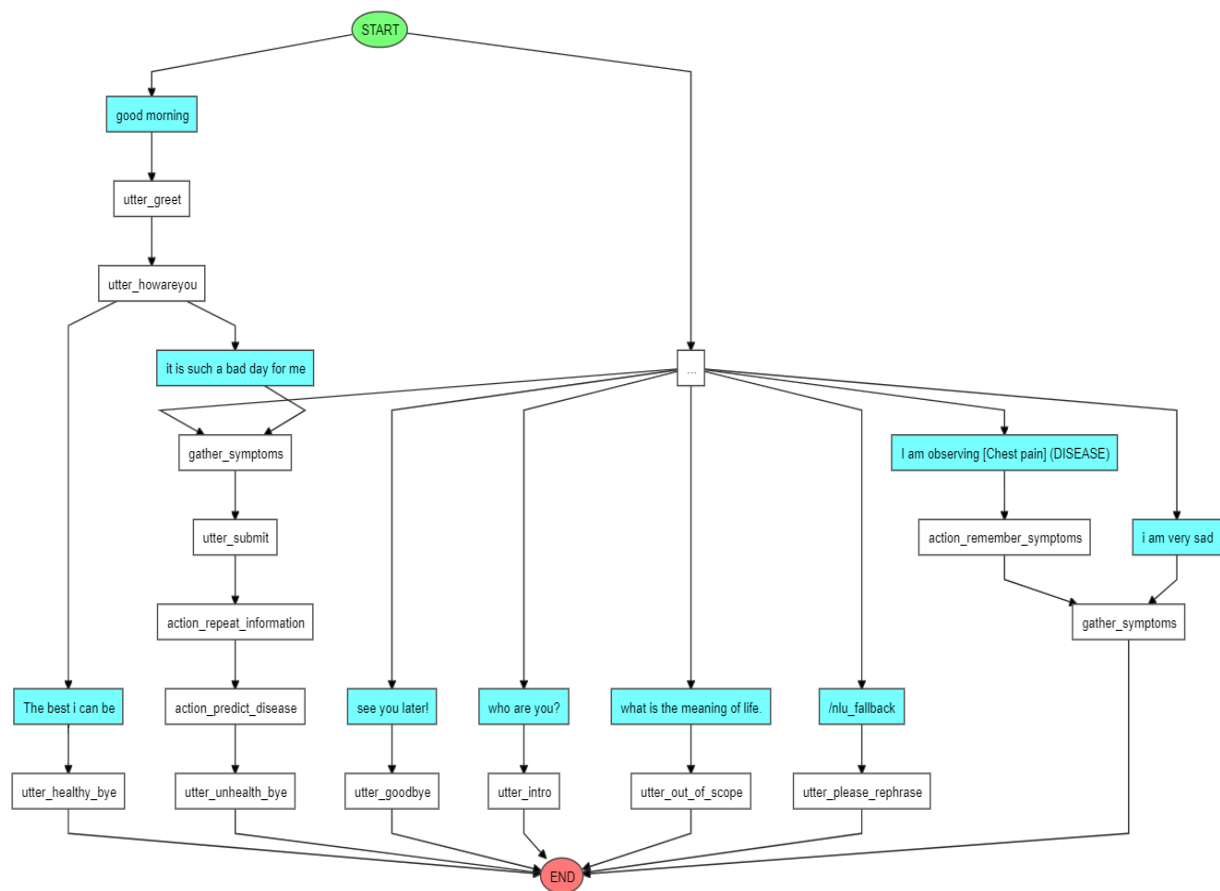 START
good morning
utter_greet
utter_howareyou
it is such a bad day for me
...
gather_symptoms
I am observing [Chest pain] (DISEASE)
utter_submit
action_remember_symptoms
i am very sad
action_repeat_information
gather_symptoms
The best i can be
action_predict_disease
see you later!
who are you?
what is the meaning of life.
/nlu_fallback
utter_healthy_bye
utter_unhealth_bye
utter_goodbye
utter_intro
utter_out_of_scope
utter_please_rephrase
END